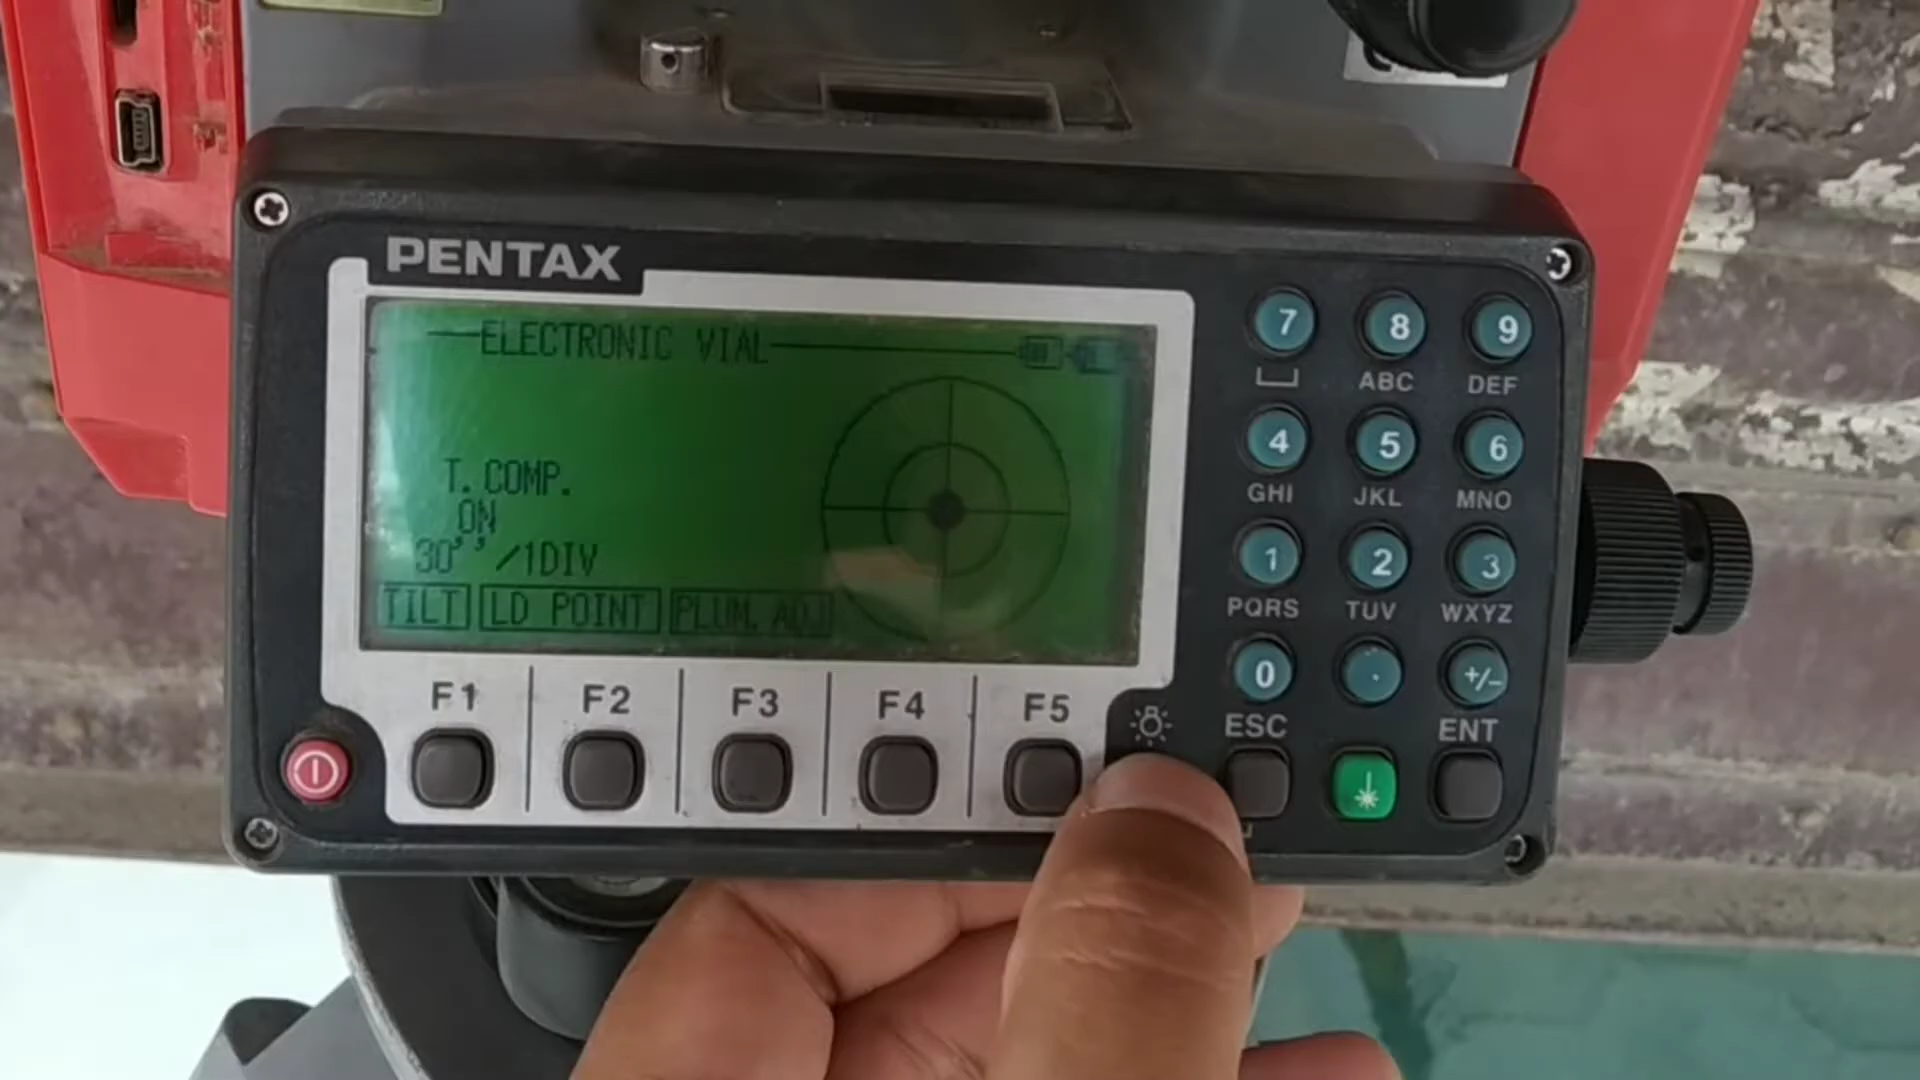 PENTAX
ELECTRONIC VIAL
T. COMP.
ON
30'' /1DIV
TILT LD POINT PLUM. ADJ
F1 F2 F3 F4 F5
7 8 9
ABC DEF
4 5 6
GHI JKL MNO
1 2 3
PQRS TUV WXYZ
0 . +/-
ESC ENT